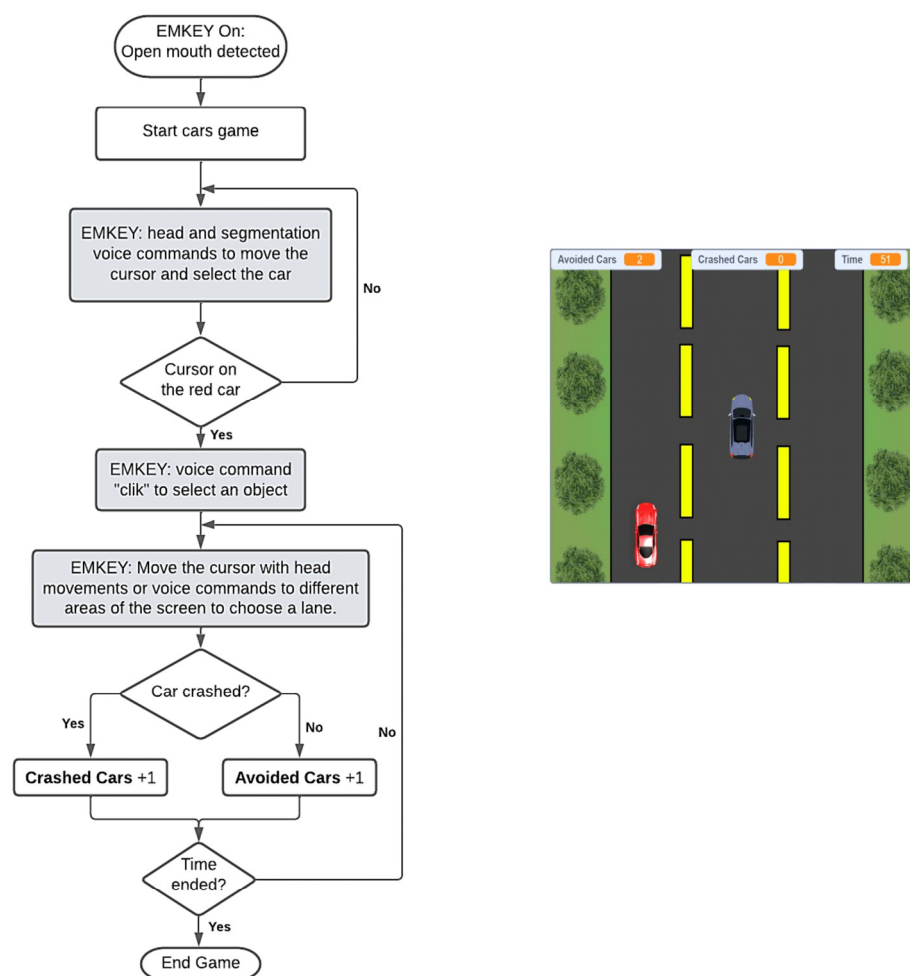 EMKEY On:
Open mouth detected
Start cars game
EMKEY: head and segmentation
voice commands to move the
cursor and select the car
No
Cursor on
the red car
Yes
EMKEY: voice command
"clik" to select an object
EMKEY: Move the cursor with head
movements or voice commands to different
areas of the screen to choose a lane.
Car crashed?
Yes
No
No
Crashed Cars +1
Avoided Cars +1
Time
ended?
Yes
End Game
Avoided Cars 2
Crashed Cars 0
Time 51